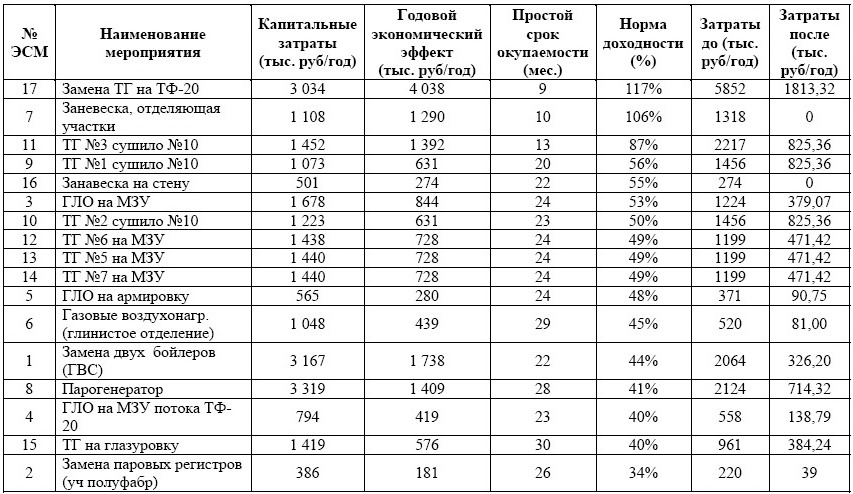 № ЭСМ Наименование мероприятия Капитальные затраты (тыс. руб/год) Годовой экономический эффект (тыс. руб/год) Простой срок окупаемости (мес.) Норма доходности (%) Затраты до (тыс. руб/год) Затраты после (тыс. руб/год)
17 Замена ТГ на ТФ-20 3 034 4 038 9 117% 5852 1813,32
7 Заневеска, отделяющая участки 1 108 1 290 10 106% 1318 0
11 ТГ №3 сушило №10 1 452 1 392 13 87% 2217 825,36
9 ТГ №1 сушило №10 1 073 631 20 56% 1456 825,36
16 Занавеска на стену 501 274 22 55% 274 0
3 ГЛО на МЗУ 1 678 844 24 53% 1224 379,07
10 ТГ №2 сушило №10 1 223 631 23 50% 1456 825,36
12 ТГ №6 на МЗУ 1 438 728 24 49% 1199 471,42
13 ТГ №5 на МЗУ 1 440 728 24 49% 1199 471,42
14 ТГ №7 на МЗУ 1 440 728 24 49% 1199 471,42
5 ГЛО на армировку 565 280 24 48% 371 90,75
6 Газовые воздухонагр. (глинистое отделение) 1 048 439 29 45% 520 81,00
1 Замена двух бойлеров (ГВС) 3 167 1 738 22 44% 2064 326,20
8 Парогенератор 3 319 1 409 28 41% 2124 714,32
4 ГЛО на МЗУ потока ТФ-20 794 419 23 40% 558 138,79
15 ТГ на глазуровку 1 419 576 30 40% 961 384,24
2 Замена паровых регистров (уч полуфабр) 386 181 26 34% 220 39